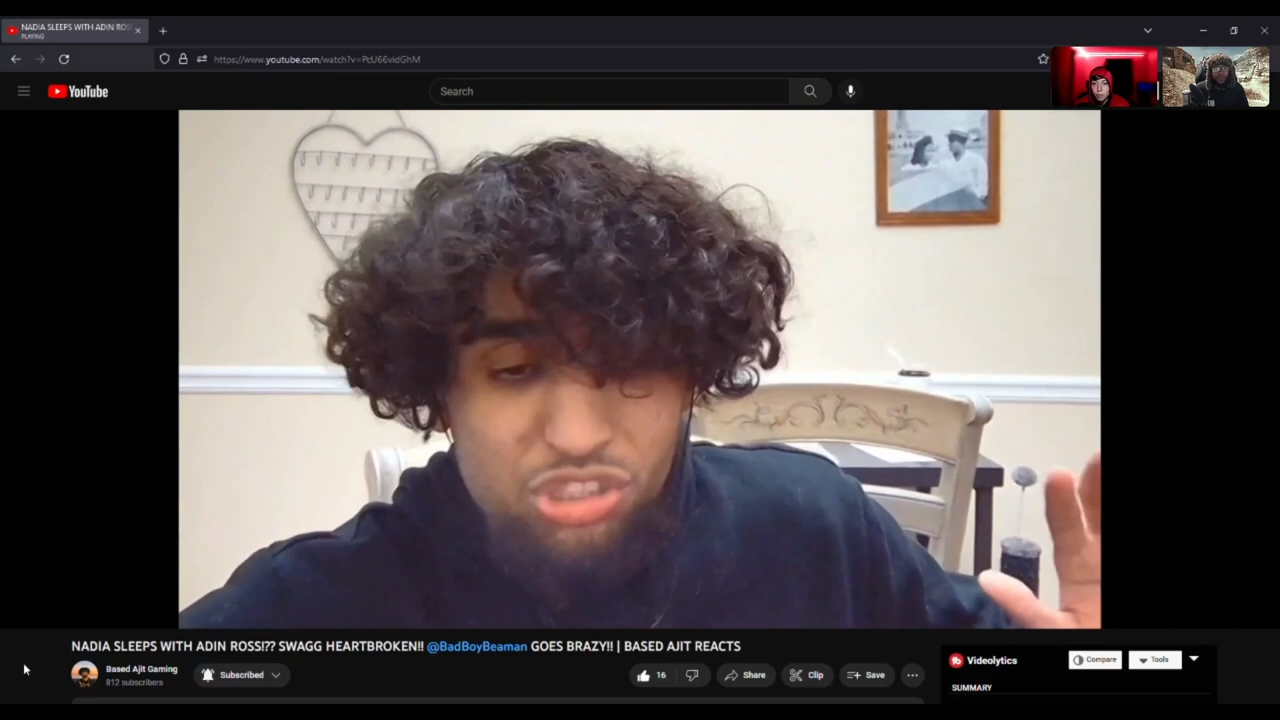 NADIA SLEEPS WITH ADIN ROS
PLAYING
https://www.youtube.com/watch?v=PcU66vidGhM
YouTube
Search
NADIA SLEEPS WITH ADIN ROSS!?? SWAGG HEARTBROKEN!! @BadBoyBeaman GOES BRAZY!! | BASED AJIT REACTS
Based Ajit Gaming
812 subscribers
Subscribed
16
Share
Clip
Save
Videolytics
Compare
Tools
SUMMARY